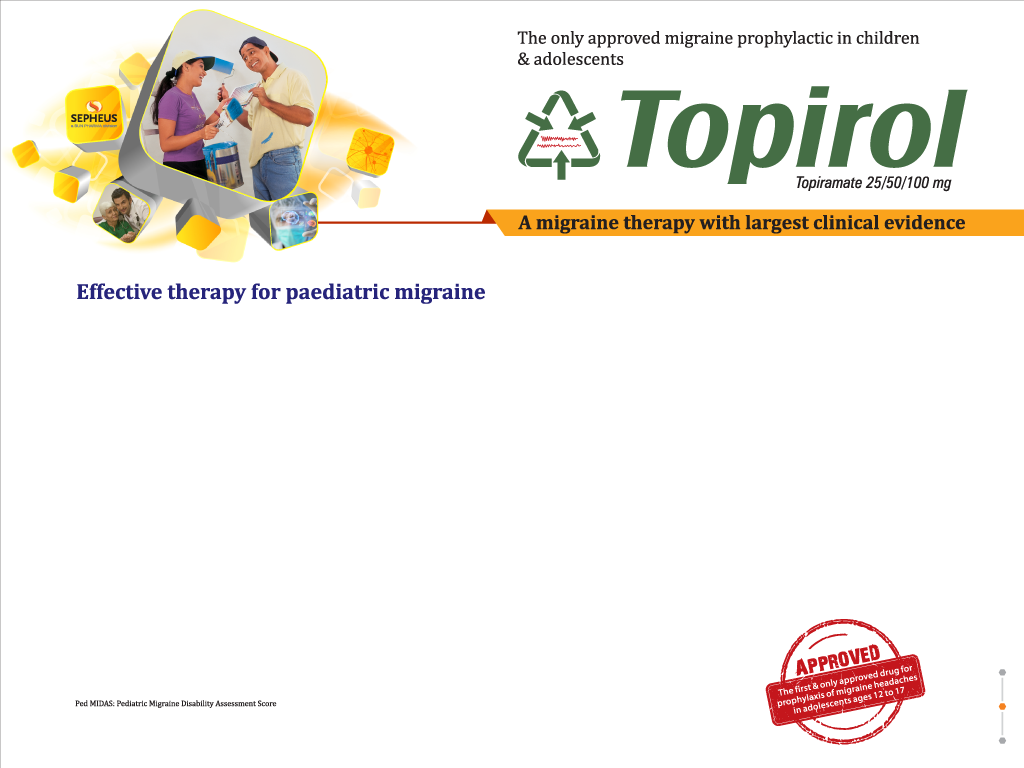 The only approved migraine prophylactic in children
& adolescents
SEPHEUS
Topirol
Topiramate 25/50/100 mg
A migraine therapy with largest clinical evidence
Effective therapy for paediatric migraine
APPROVED
The first & only approved drug for
prophylaxis of migraine headaches
in adolescents ages 12 to 17
Ped MIDAS: Pediatric Migraine Disability Assessment Score